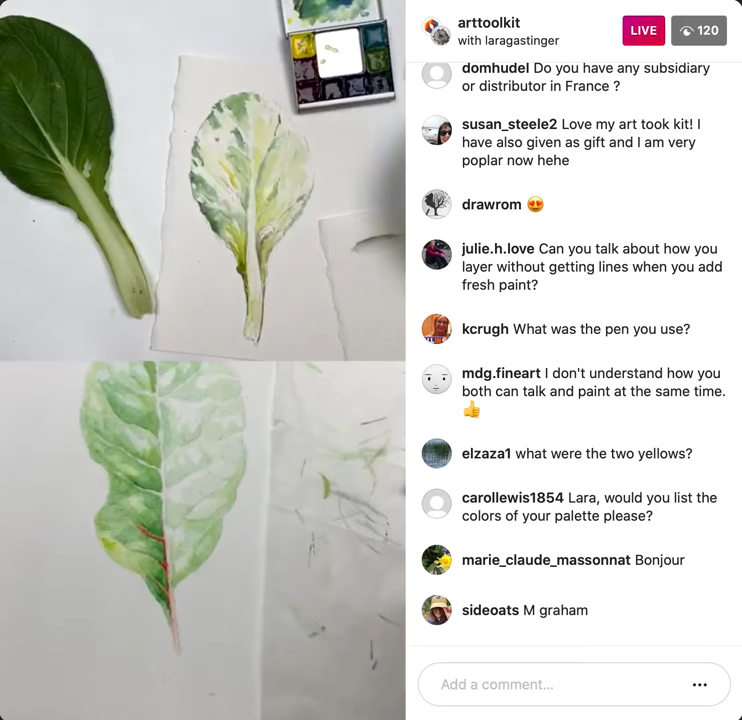 arttoolkit
with laragastinger
LIVE
120
domhudel Do you have any subsidiary
or distributor in France ?
susan_steele2 Love my art took kit! I
have also given as gift and I am very
poplar now hehe
drawrom 😍
julie.h.love Can you talk about how you
layer without getting lines when you add
fresh paint?
kcrugh What was the pen you use?
mdg.fineart I don't understand how you
both can talk and paint at the same time.
👍
elzaza1 what were the two yellows?
carollewis1854 Lara, would you list the
colors of your palette please?
marie_claude_massonnat Bonjour
sideoats M graham
Add a comment...